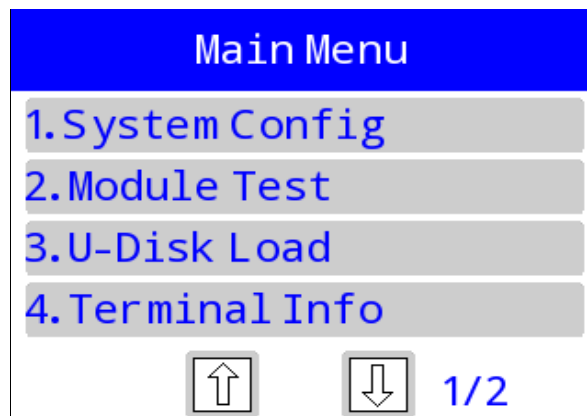 Main Menu
1.System Config
2.Module Test
3.U-Disk Load
4.Terminal Info
1/2